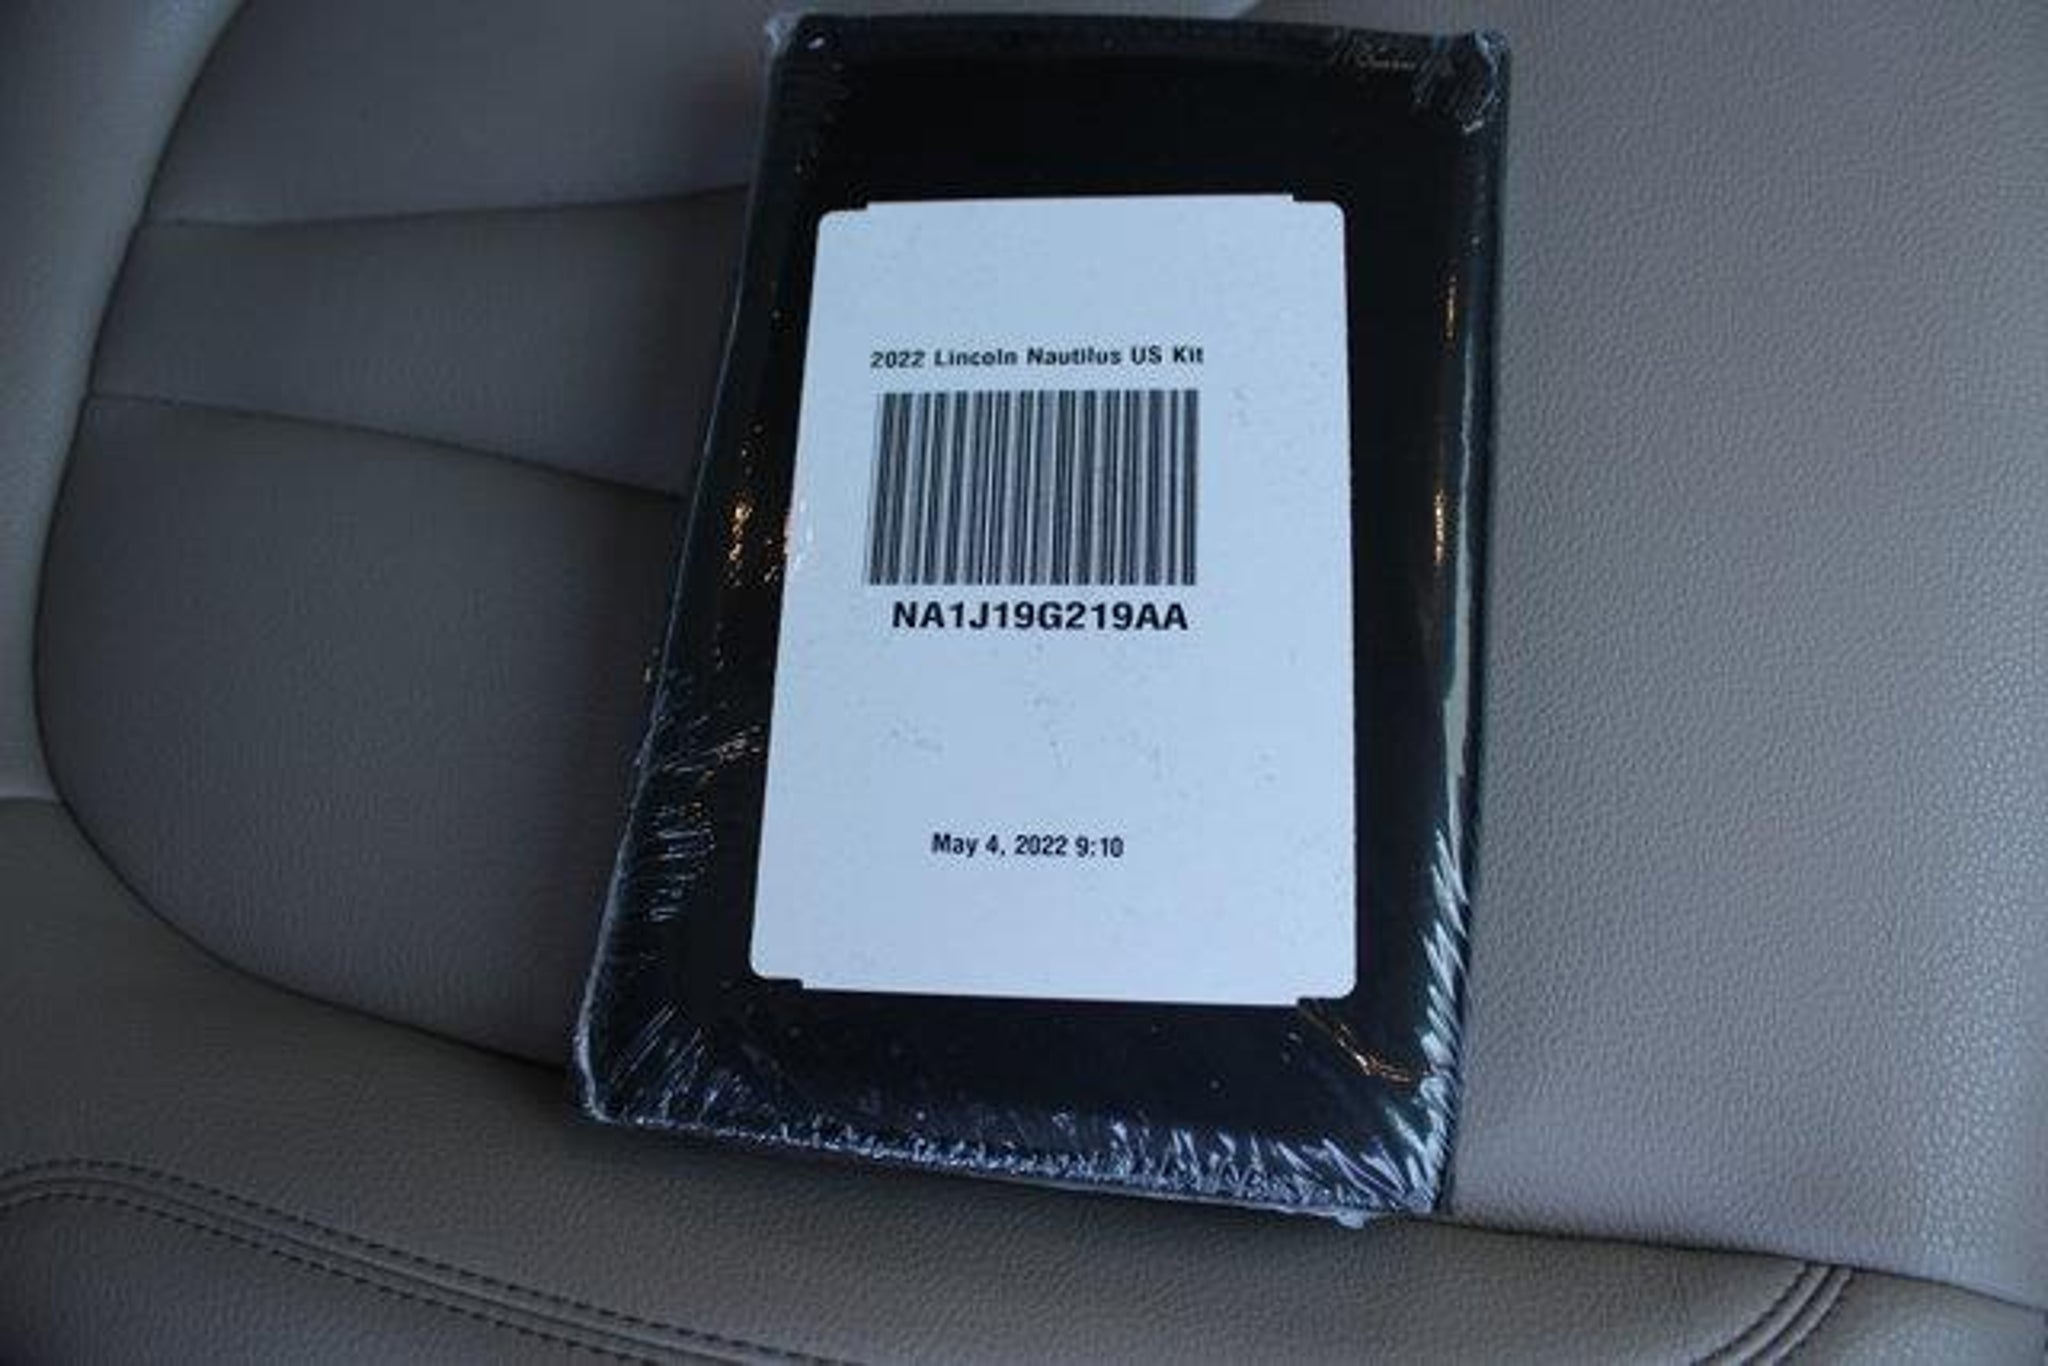 2022 Lincoln Nautilus US Kit
NA1J19G219AA
May 4, 2022 9:10